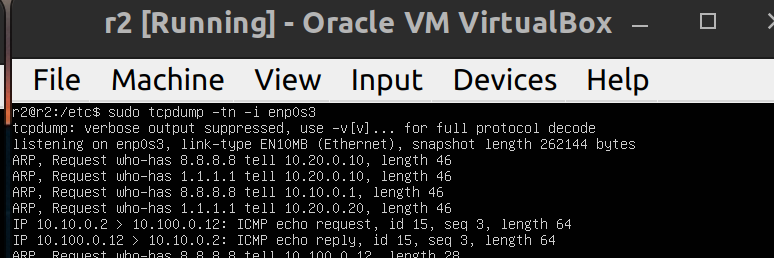 r2 [Running] - Oracle VM VirtualBox
File Machine View Input Devices Help
r2@r2:/etc$ sudo tcpdump -tn -i enp0s3
tcpdump: verbose output suppressed, use -v[v]... for full protocol decode
listening on enp0s3, link-type EN10MB (Ethernet), snapshot length 262144 bytes
ARP, Request who-has 8.8.8.8 tell 10.20.0.10, length 46
ARP, Request who-has 1.1.1.1 tell 10.20.0.10, length 46
ARP, Request who-has 8.8.8.8 tell 10.10.0.1, length 46
ARP, Request who-has 1.1.1.1 tell 10.20.0.20, length 46
IP 10.10.0.2 > 10.100.0.12: ICMP echo request, id 15, seq 3, length 64
IP 10.100.0.12 > 10.10.0.2: ICMP echo reply, id 15, seq 3, length 64
ARP, Request who-has 8.8.8.8 tell 10.100.0.12, length 28